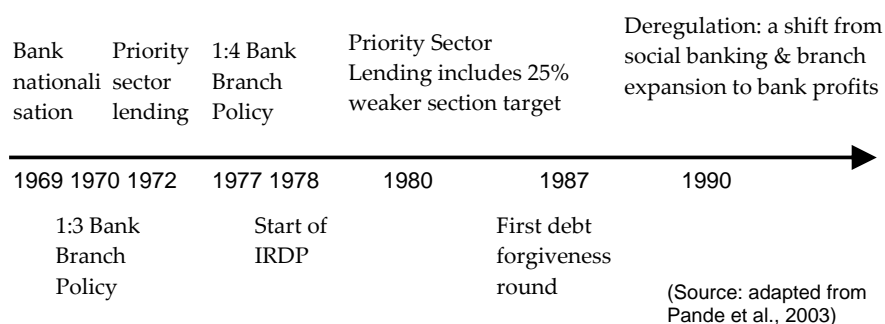 Bank
nationali
sation
Priority
sector
lending
1:4 Bank
Branch
Policy
Priority Sector
Lending includes 25%
weaker section target
Deregulation: a shift from
social banking & branch
expansion to bank profits
1969 1970 1972 1977 1978 1980 1987 1990
1:3 Bank
Branch
Policy
Start of
IRDP
First debt
forgiveness
round
(Source: adapted from
Pande et al., 2003)